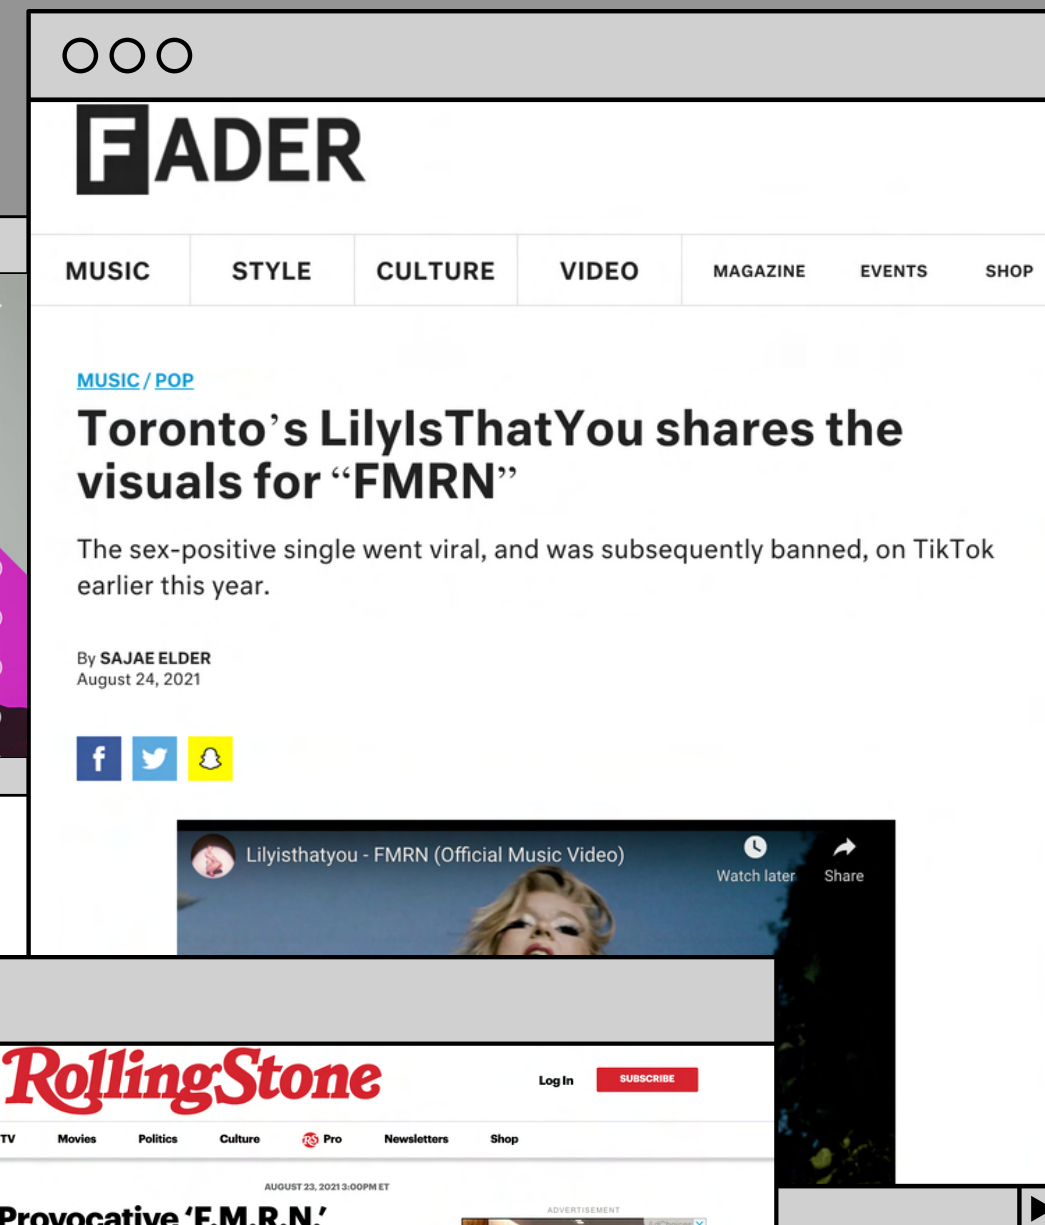 FADER
MUSIC STYLE CULTURE VIDEO MAGAZINE EVENTS SHOP
MUSIC / POP
Toronto’s LilyIsThatYou shares the
visuals for “FMRN”
The sex-positive single went viral, and was subsequently banned, on TikTok
earlier this year.
By SAJAE ELDER
August 24, 2021
Lilyisthatyou - FMRN (Official Music Video)
Watch later Share
RollingStone
Log In SUBSCRIBE
TV Movies Politics Culture RS Pro Newsletters Shop
AUGUST 23, 2021 3:00PM ET
Provocative ‘F.M.R.N.’
ADVERTISEMENT
AdChoices